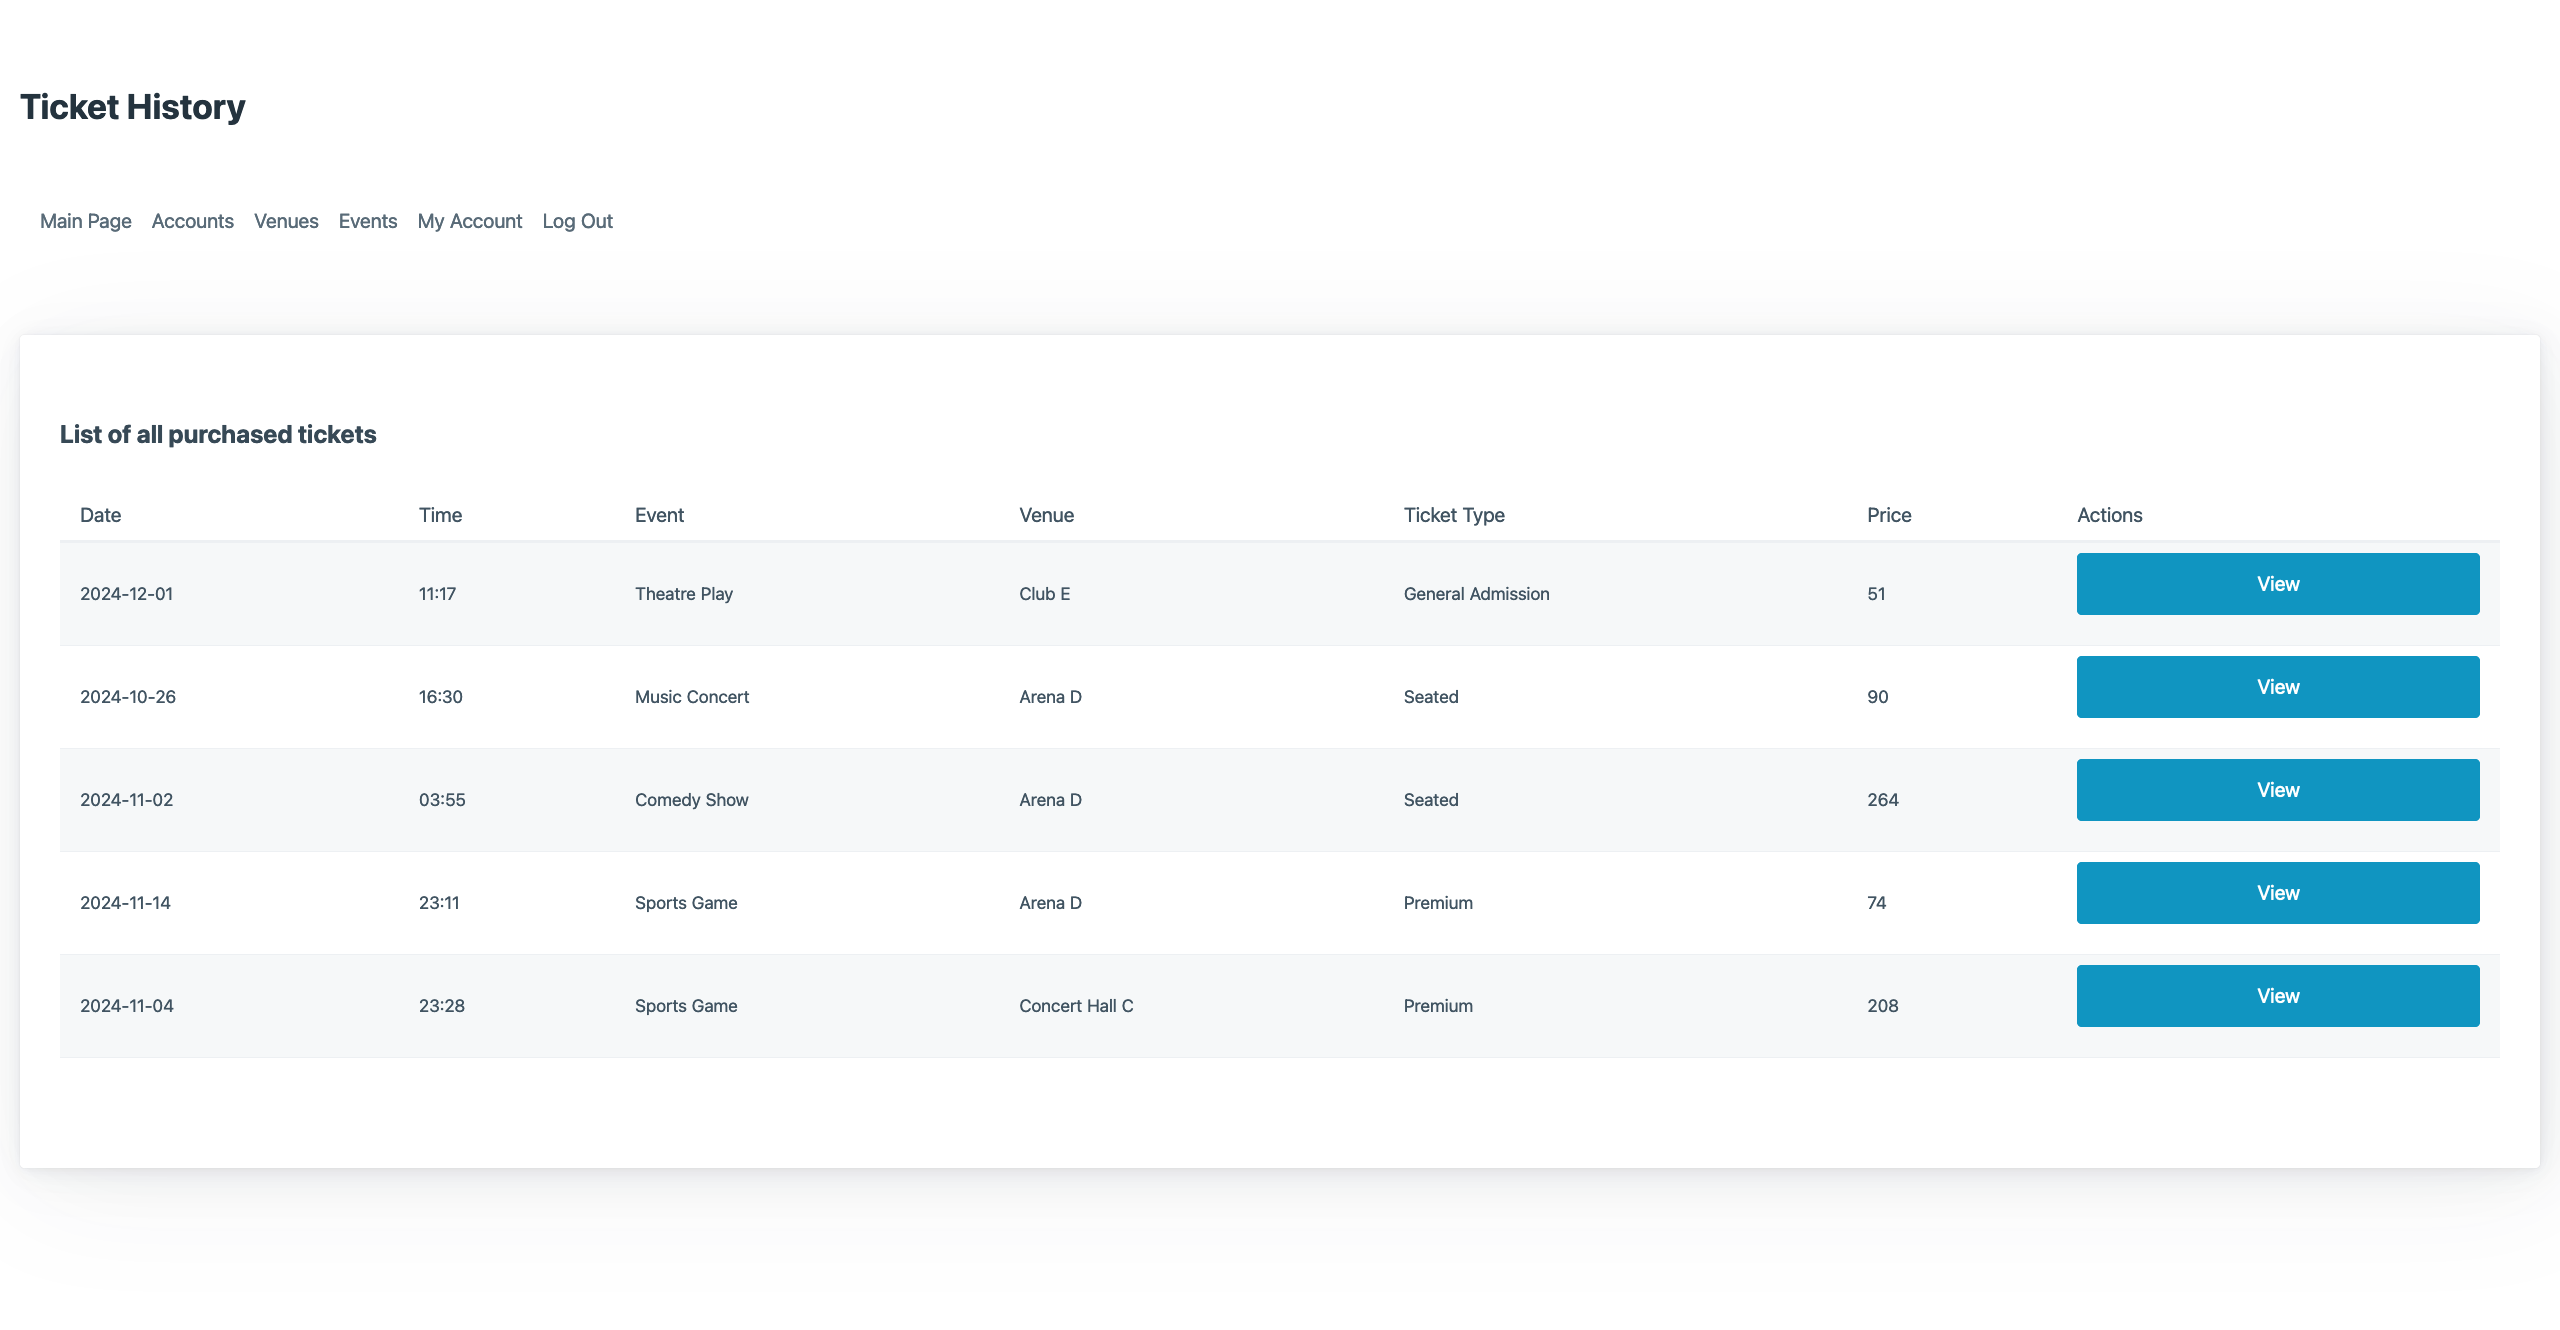 Ticket History
Main Page Accounts Venues Events My Account Log Out
List of all purchased tickets
Date Time Event Venue Ticket Type Price Actions
2024-12-01 11:17 Theatre Play Club E General Admission 51 View
2024-10-26 16:30 Music Concert Arena D Seated 90 View
2024-11-02 03:55 Comedy Show Arena D Seated 264 View
2024-11-14 23:11 Sports Game Arena D Premium 74 View
2024-11-04 23:28 Sports Game Concert Hall C Premium 208 View